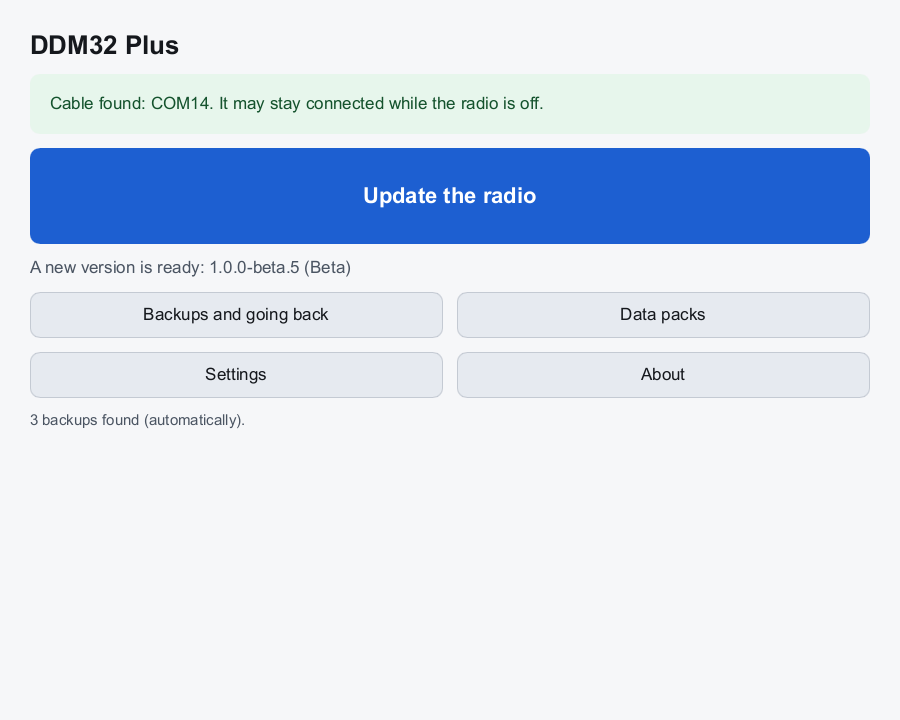 DDM32 Plus
Cable found: COM14. It may stay connected while the radio is off.
Update the radio
A new version is ready: 1.0.0-beta.5 (Beta)
Backups and going back
Data packs
Settings
About
3 backups found (automatically).